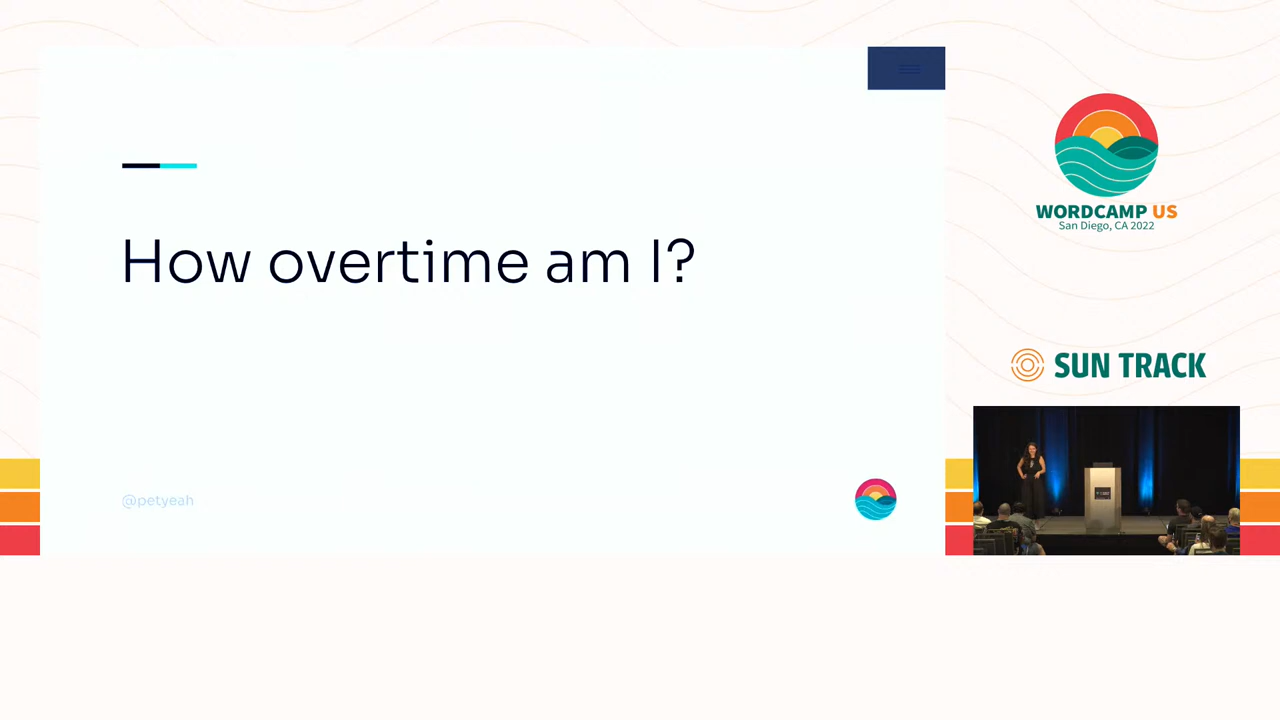 How overtime am I?
@petyeah
WORDCAMP US
San Diego, CA 2022
SUN TRACK